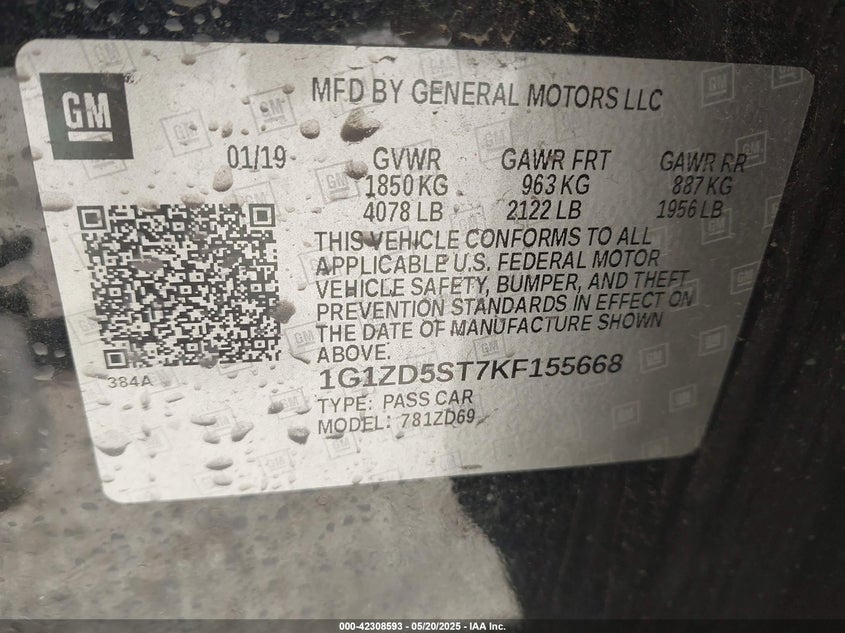 GM
MFD BY GENERAL MOTORS LLC
01/19
GVWR GAWR FRT GAWR RR
1850 KG 963 KG 887 KG
4078 LB 2122 LB 1956 LB
THIS VEHICLE CONFORMS TO ALL
APPLICABLE U.S. FEDERAL MOTOR
VEHICLE SAFETY, BUMPER, AND THEFT
PREVENTION STANDARDS IN EFFECT ON
THE DATE OF MANUFACTURE SHOWN
ABOVE.
384A
1G1ZD5ST7KF155668
TYPE: PASS CAR
MODEL: 781ZD69
000-42308593 — 05/20/2025 — IAA Inc.